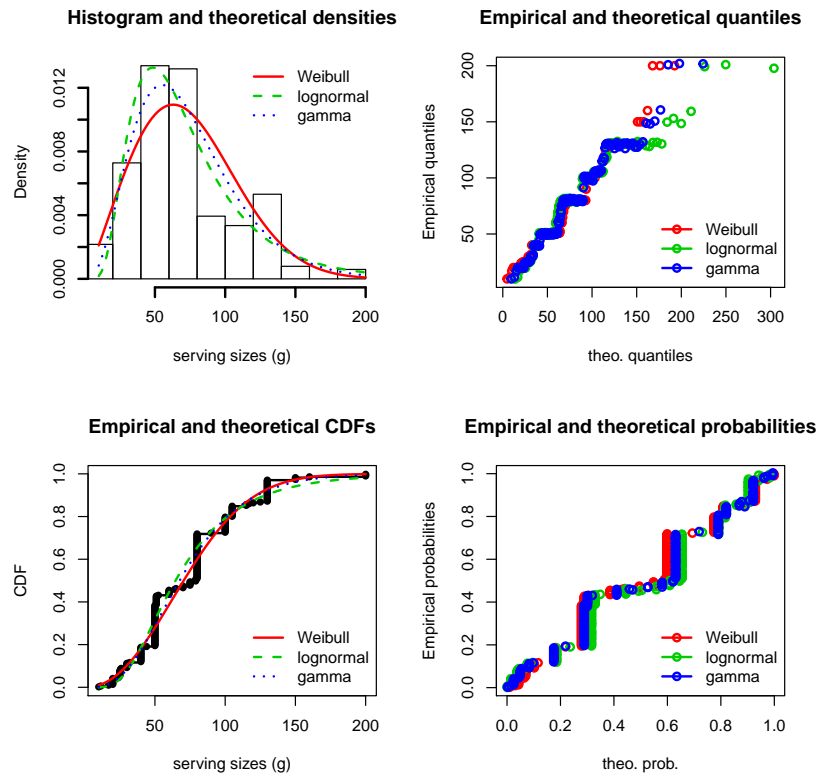 Histogram and theoretical densities
Density
0.000
0.004
0.008
0.012
Weibull
lognormal
gamma
50
100
150
200
serving sizes (g)
Empirical and theoretical quantiles
Empirical quantiles
50
100
150
200
Weibull
lognormal
gamma
0
50
100
150
200
250
300
theo. quantiles
Empirical and theoretical CDFs
CDF
0.0
0.2
0.4
0.6
0.8
1.0
Weibull
lognormal
gamma
50
100
150
200
serving sizes (g)
Empirical and theoretical probabilities
Empirical probabilities
0.0
0.2
0.4
0.6
0.8
1.0
Weibull
lognormal
gamma
0.0
0.2
0.4
0.6
0.8
1.0
theo. prob.